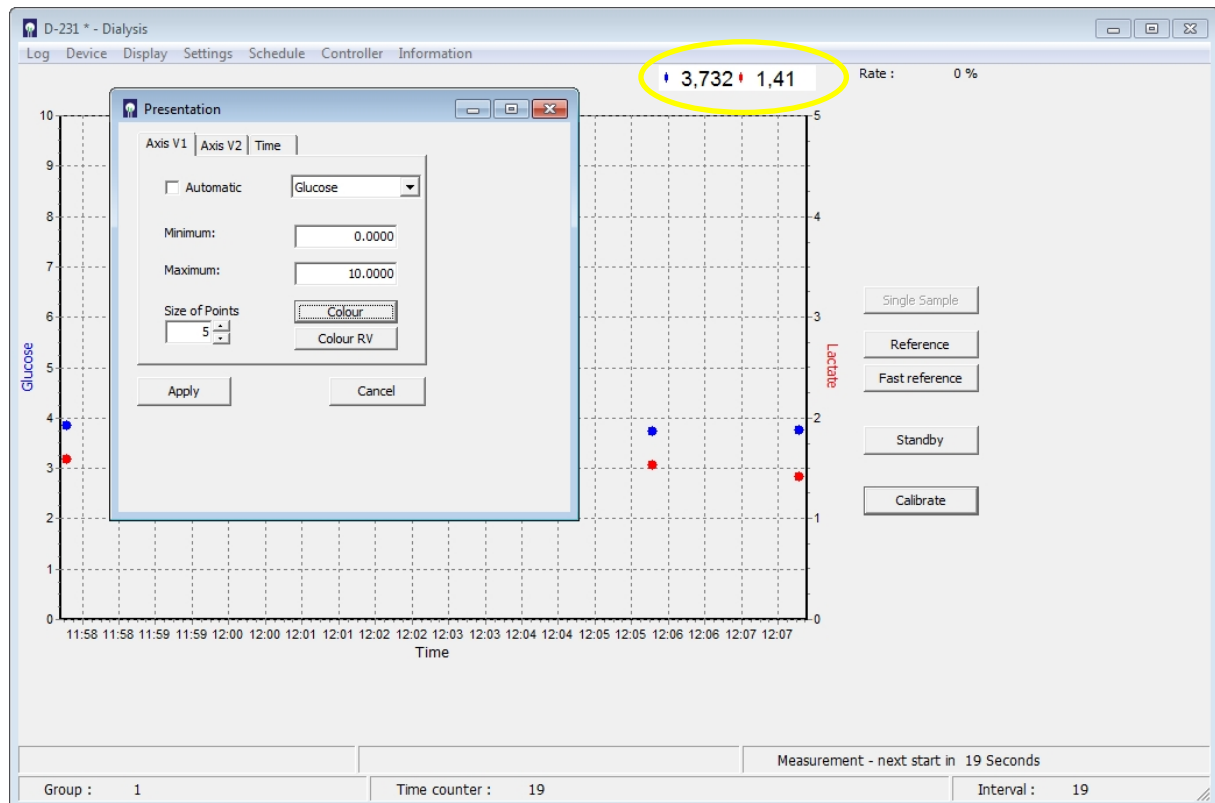 D-231 * - Dialysis
Log Device Display Settings Schedule Controller Information
3,732 1,41
Rate : 0 %
Presentation
Axis V1 Axis V2 Time
Automatic Glucose
Minimum: 0.0000
Maximum: 10.0000
Size of Points Colour
5 Colour RV
Apply Cancel
10
9
8
7
6
5
4
3
2
1
0
Glucose
5
4
3
2
1
0
Lactate
Single Sample
Reference
Fast reference
Standby
Calibrate
11:58 11:58 11:59 11:59 12:00 12:00 12:01 12:01 12:02 12:02 12:03 12:03 12:04 12:04 12:05 12:05 12:06 12:06 12:07 12:07
Time
Measurement - next start in 19 Seconds
Group : 1 Time counter : 19 Interval : 19